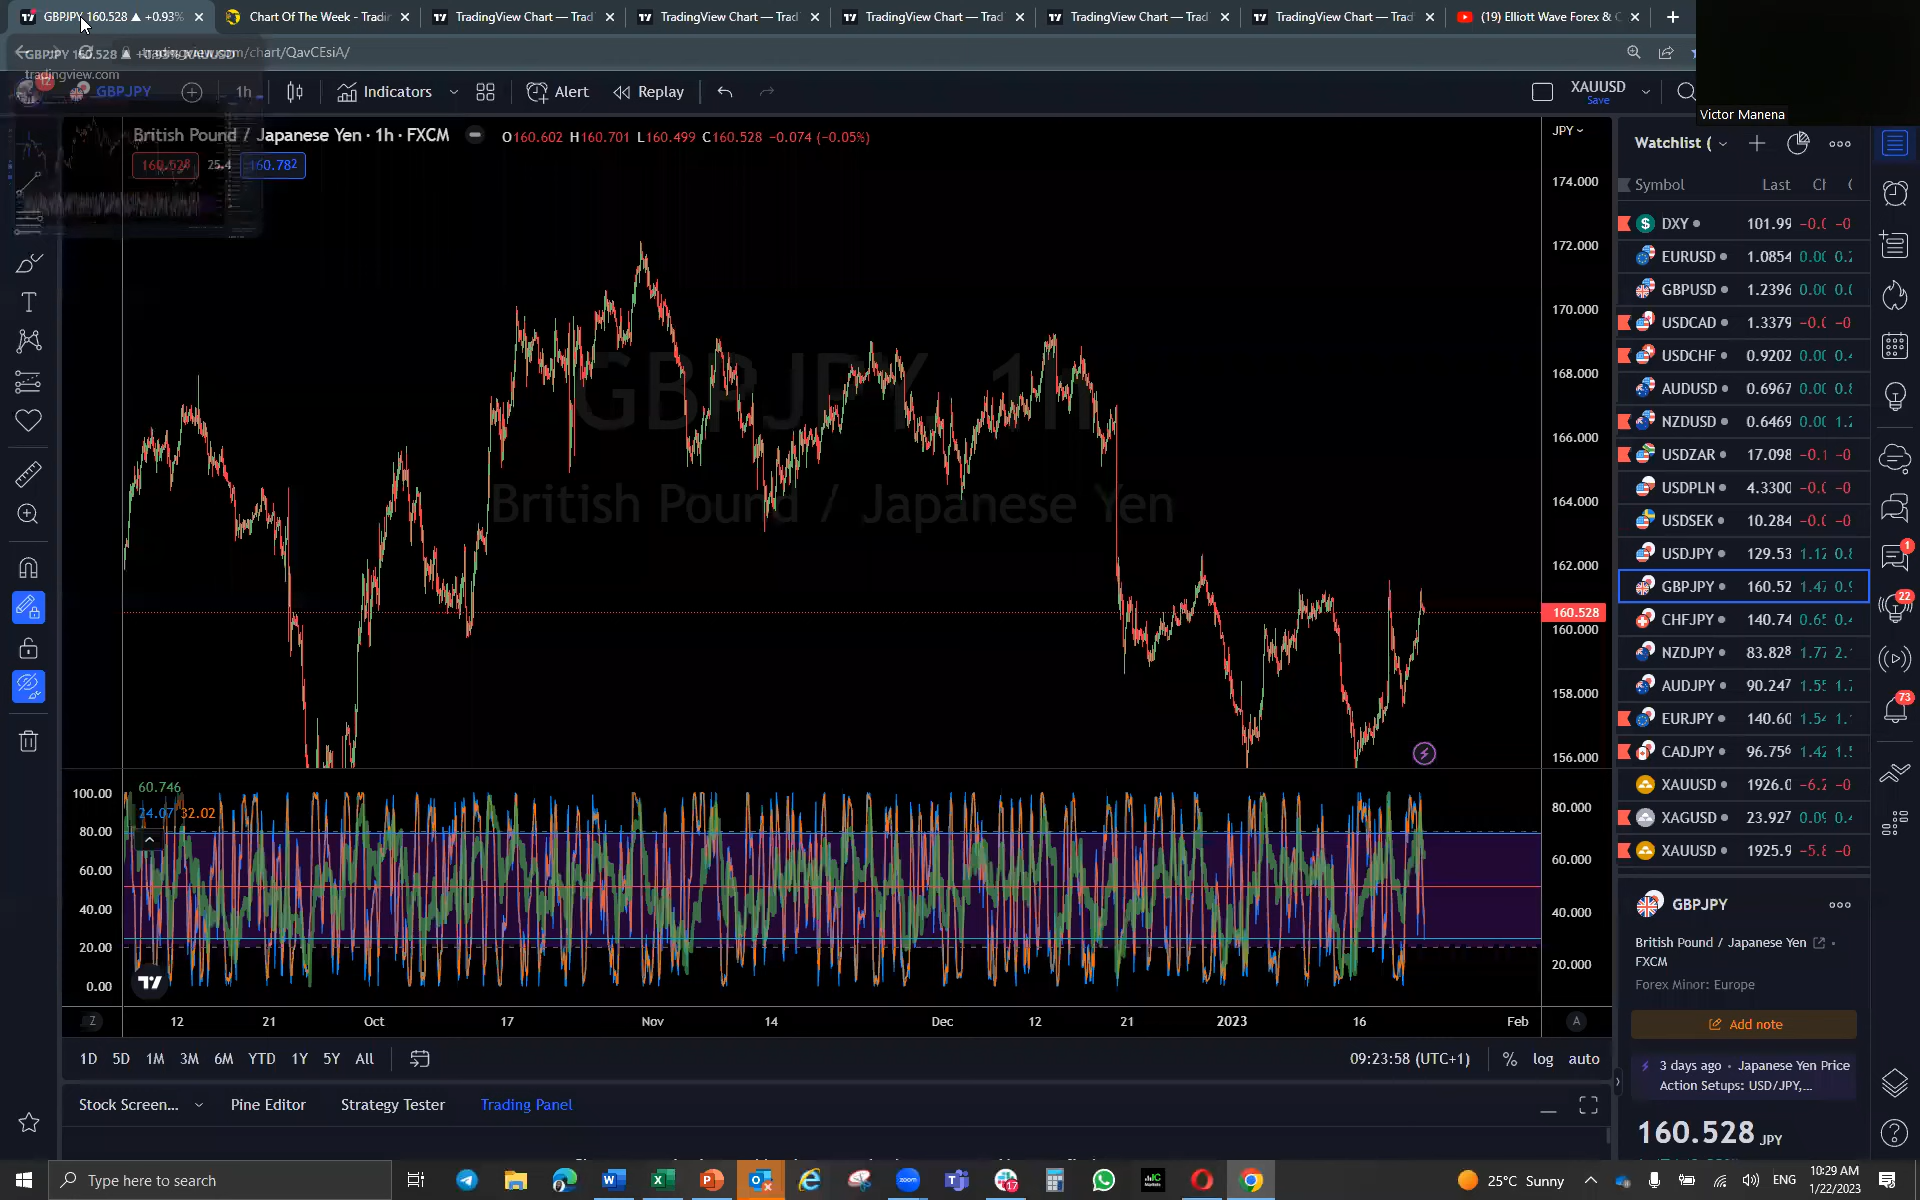 GBPJPY 160.528 ▲ +0.93%
Chart Of The Week - Tradin
TradingView Chart — Trad
TradingView Chart — Trad
TradingView Chart — Trad
TradingView Chart — Trad
TradingView Chart — Trad
(19) Elliott Wave Forex & C
GBPJPY 160.528 ▲ +0.93% XAUUSD
tradingview.com
tradingview.com/chart/QavCEsiA/
12
GBPJPY
1h
Indicators
Alert
Replay
XAUUSD
Save
Victor Manena
British Pound / Japanese Yen · 1h · FXCM
O160.602 H160.701 L160.499 C160.528 −0.074 (−0.05%)
160.528
25.4
160.782
JPY
174.000
172.000
170.000
168.000
166.000
164.000
162.000
160.528
160.000
158.000
156.000
GBPJPY, 1h
British Pound / Japanese Yen
60.746
24.07 32.02
100.00
80.00
60.00
40.00
20.00
0.00
80.000
60.000
40.000
20.000
Z
12
21
Oct
17
Nov
14
Dec
12
21
2023
16
Feb
A
1D
5D
1M
3M
6M
YTD
1Y
5Y
All
09:23:58 (UTC+1)
%
log
auto
Stock Screen...
Pine Editor
Strategy Tester
Trading Panel
Watchlist (
Symbol Last
DXY 101.99
EURUSD 1.0854
GBPUSD 1.2396
USDCAD 1.3379
USDCHF 0.9202
AUDUSD 0.6967
NZDUSD 0.6469
USDZAR 17.098
USDPLN 4.3300
USDSEK 10.284
USDJPY 129.53
GBPJPY 160.52
CHFJPY 140.74
NZDJPY 83.828
AUDJPY 90.247
EURJPY 140.60
CADJPY 96.756
XAUUSD 1926.0
XAGUSD 23.927
XAUUSD 1925.9
GBPJPY
British Pound / Japanese Yen
FXCM
Forex Minor: Europe
Add note
3 days ago · Japanese Yen Price
Action Setups: USD/JPY,...
160.528 JPY
1
22
73
Type here to search
zoom
17
25°C Sunny
ENG
10:29 AM
1/22/2023